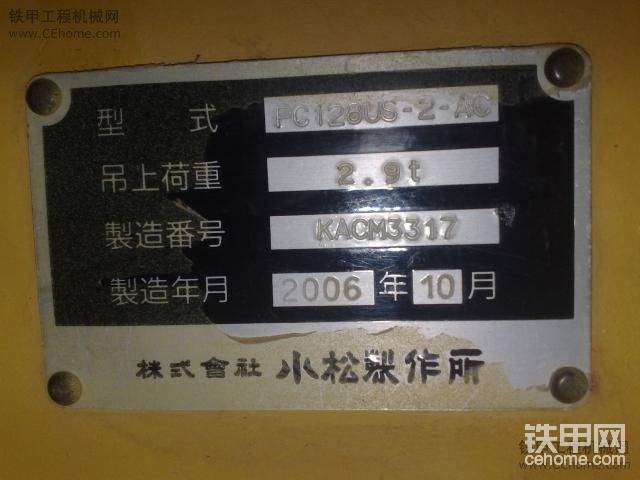 铁甲工程机械网
www.CEhome.com
型 式 PC128US-2-AC
吊上荷重 2.9t
製造番号 KACM3317
製造年月 2006 年 10 月
株式會社 小松製作所
铁甲网
cehome.com